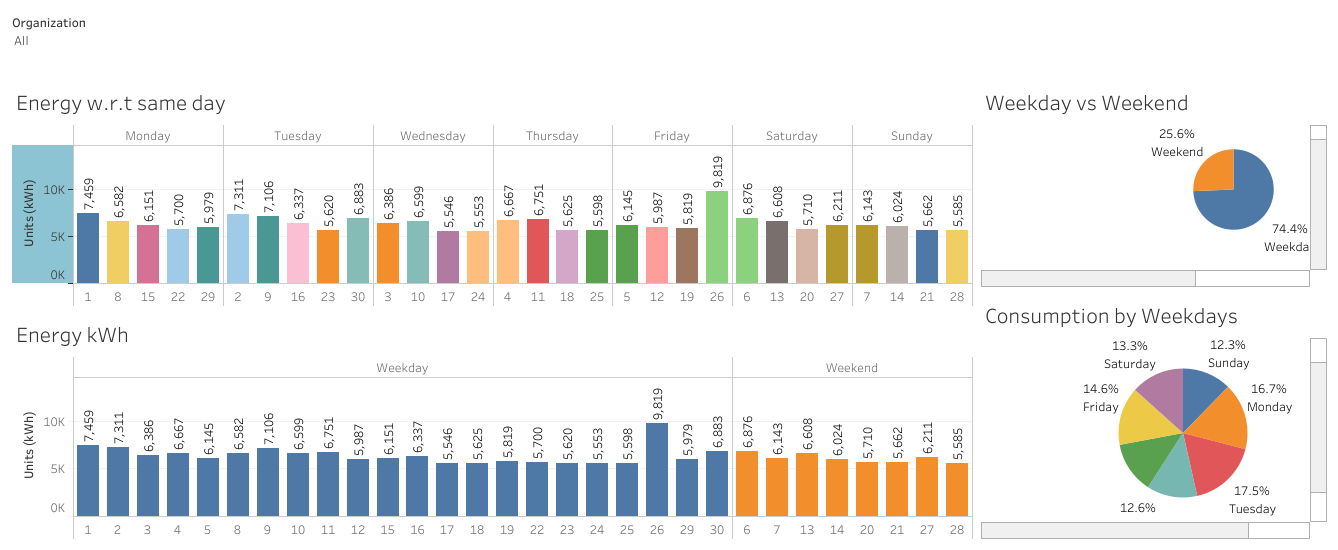 Organization
All
Energy w.r.t same day
Monday Tuesday Wednesday Thursday Friday Saturday Sunday
Units (kWh)
10K
5K
0K
7,459 6,582 6,151 5,700 5,979 7,311 7,106 6,337 5,620 6,883 6,386 6,599 5,546 5,553 6,667 6,751 5,625 5,598 6,145 5,987 5,819 9,819 6,876 6,608 5,710 6,211 6,143 6,024 5,662 5,585
1 8 15 22 29 2 9 16 23 30 3 10 17 24 4 11 18 25 5 12 19 26 6 13 20 27 7 14 21 28
Weekday vs Weekend
25.6%
Weekend
74.4%
Weekda
Energy kWh
Weekday Weekend
Units (kWh)
10K
5K
0K
7,459 7,311 6,386 6,667 6,145 6,582 7,106 6,599 6,751 5,987 6,151 6,337 5,546 5,625 5,819 5,700 5,620 5,553 5,598 9,819 5,979 6,883 6,876 6,143 6,608 6,024 5,710 5,662 6,211 5,585
1 2 3 4 5 8 9 10 11 12 15 16 17 18 19 22 23 24 25 26 29 30 6 7 13 14 20 21 27 28
Consumption by Weekdays
13.3%
Saturday
12.3%
Sunday
14.6%
Friday
16.7%
Monday
17.5%
Tuesday
12.6%